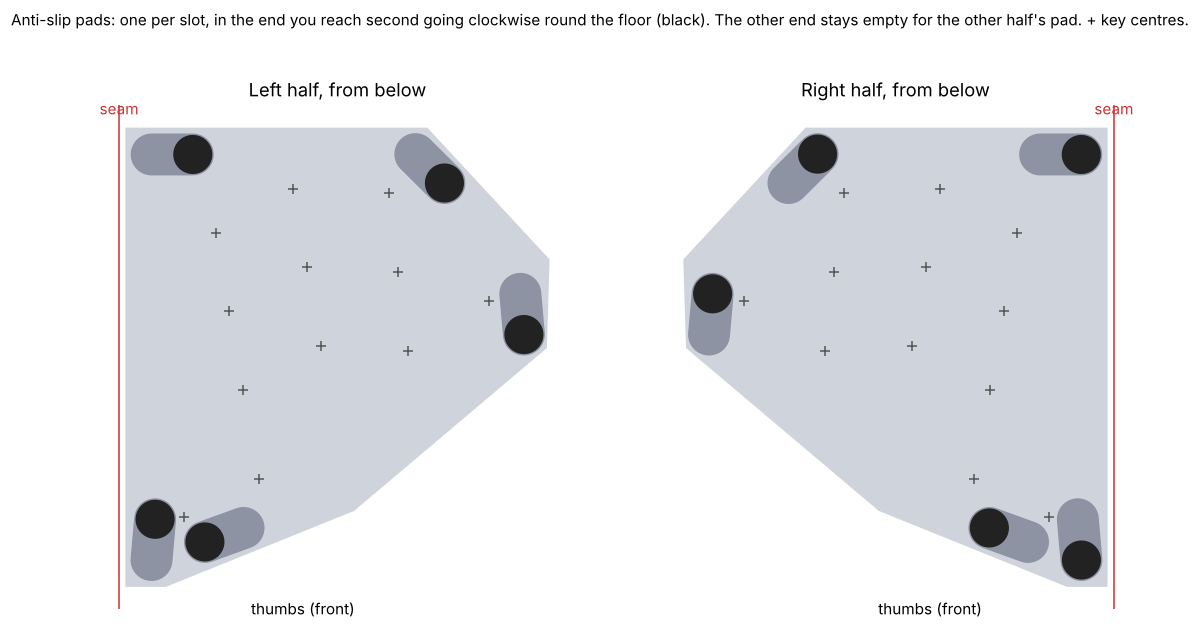 Anti-slip pads: one per slot, in the end you reach second going clockwise round the floor (black). The other end stays empty for the other half's pad. + key centres.
Left half, from below
Right half, from below
seam
seam
thumbs (front)
thumbs (front)